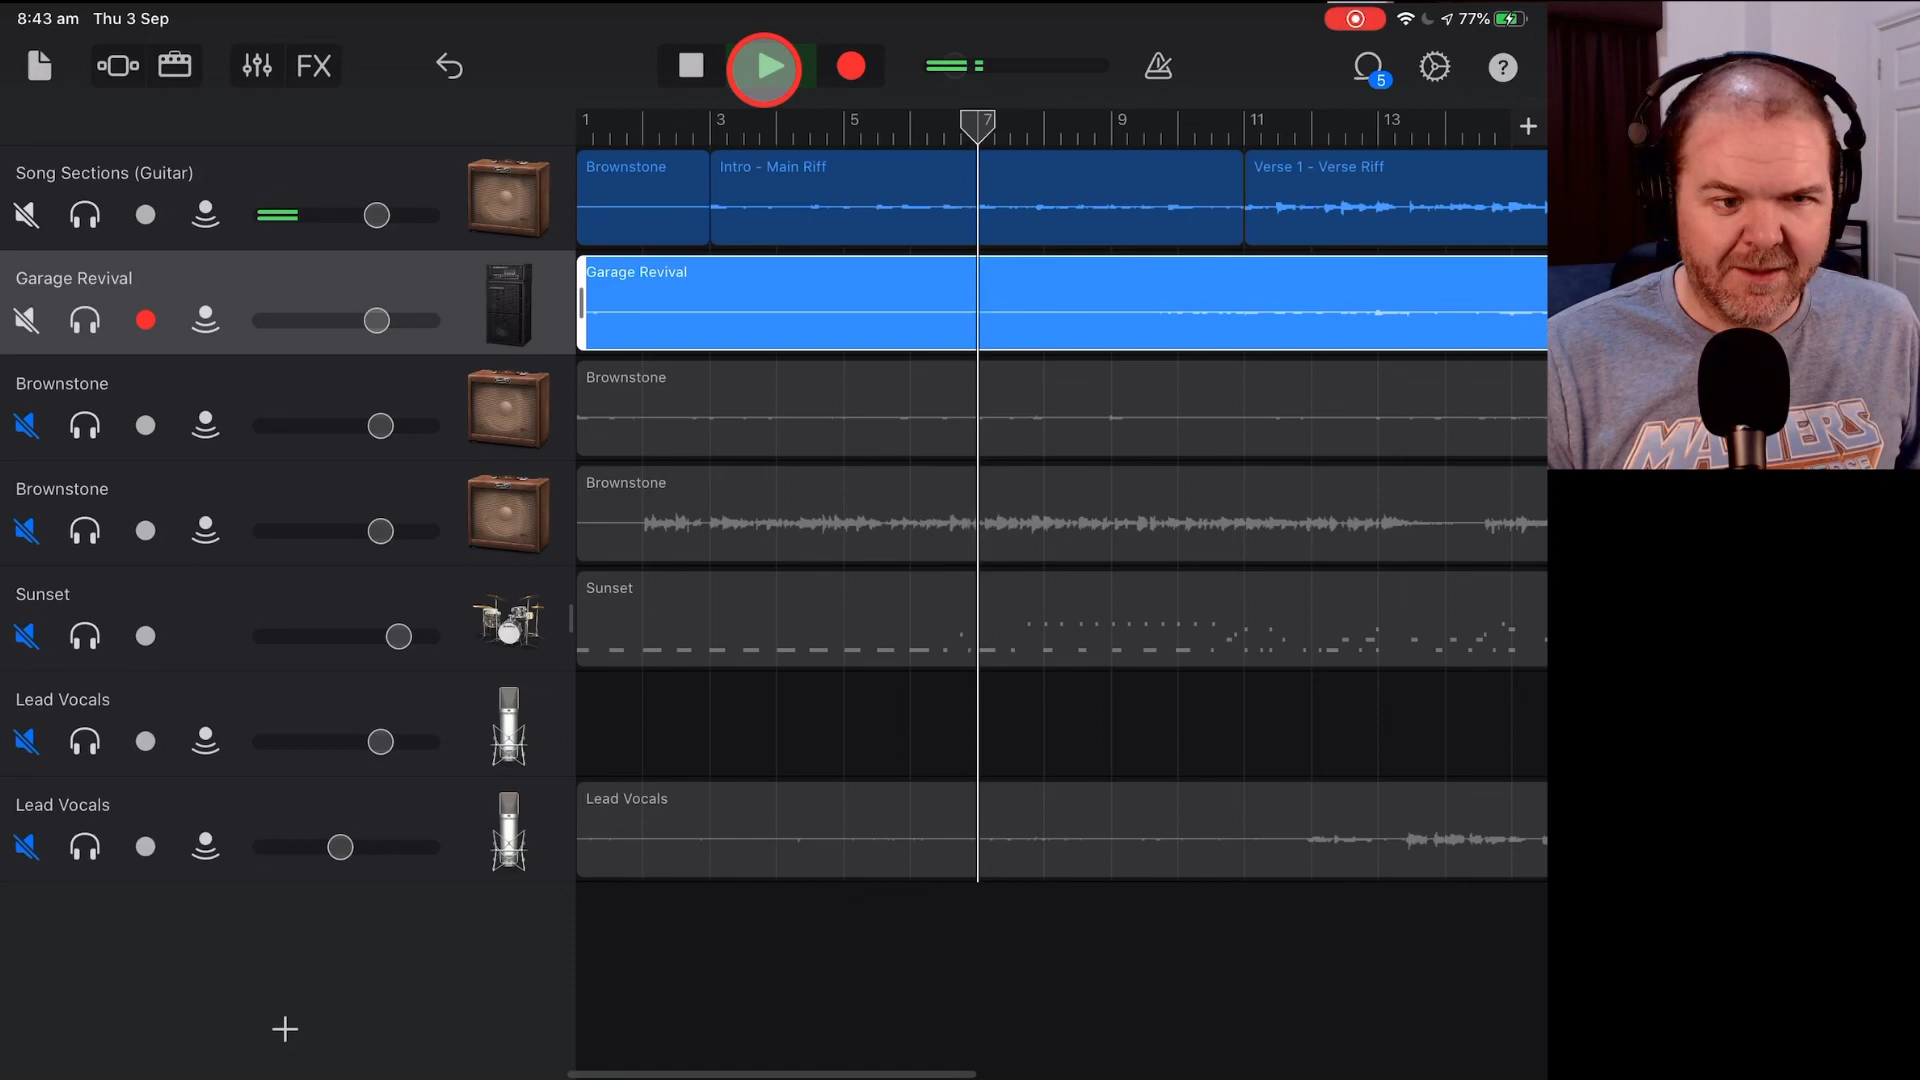 8:43 am Thu 3 Sep
77%
FX
5
?
1 3 5 7 9 11 13
Song Sections (Guitar)
Brownstone
Intro - Main Riff
Verse 1 - Verse Riff
Garage Revival
Garage Revival
Brownstone
Brownstone
Brownstone
Brownstone
Sunset
Sunset
Lead Vocals
Lead Vocals
Lead Vocals
MASTERS